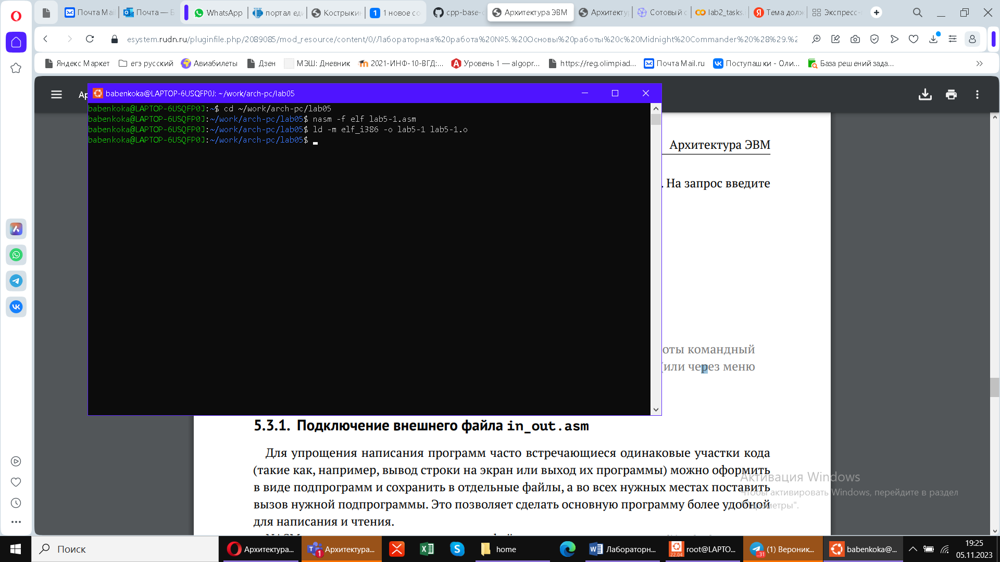 Почта Mai
Почта —
WhatsApp
портал еди
Кострыкин
1
1 новое со
cpp-base-
Архитектура ЭВМ
Архитекту
Сотовый
lab2_tasks.
Тема долж
Экспресс-
esystem.rudn.ru/pluginfile.php/2089085/mod_resource/content/0/Лабораторная%20работа%20№5.%20Основы%20работы%20с%20Midnight%20Commander%20%28%29.%2
Яндекс Маркет
егэ русский
Авиабилеты
Дзен
МЭШ: Дневник
2021-ИНФ-10-ВГД:...
Уровень 1 — algopr...
https://reg.olimpiad...
Почта Mail.ru
Поступашки - Оли...
База решений зада...
babenkoka@LAPTOP-6USQFP0J: ~/work/arch-pc/lab05
babenkoka@LAPTOP-6USQFP0J:~$ cd ~/work/arch-pc/lab05
babenkoka@LAPTOP-6USQFP0J:~/work/arch-pc/lab05$ nasm -f elf lab5-1.asm
babenkoka@LAPTOP-6USQFP0J:~/work/arch-pc/lab05$ ld -m elf_i386 -o lab5-1 lab5-1.o
babenkoka@LAPTOP-6USQFP0J:~/work/arch-pc/lab05$
Архитектура ЭВМ
. На запрос введите
оты командный
(или через меню
5.3.1. Подключение внешнего файла in_out.asm
Для упрощения написания программ часто встречающиеся одинаковые участки кода
(такие как, например, вывод строки на экран или выход их программы) можно оформить
в виде подпрограмм и сохранить в отдельные файлы, а во всех нужных местах поставить
вызов нужной подпрограммы. Это позволяет сделать основную программу более удобной
для написания и чтения.
Активация Windows
Чтобы активировать Windows, перейдите в раздел
"Параметры".
Поиск
Архитектура...
1
Архитектура...
home
Лабораторн...
22.04
root@LAPTO...
..31
(1) Вероник...
babenkoka@...
19:25
05.11.2023